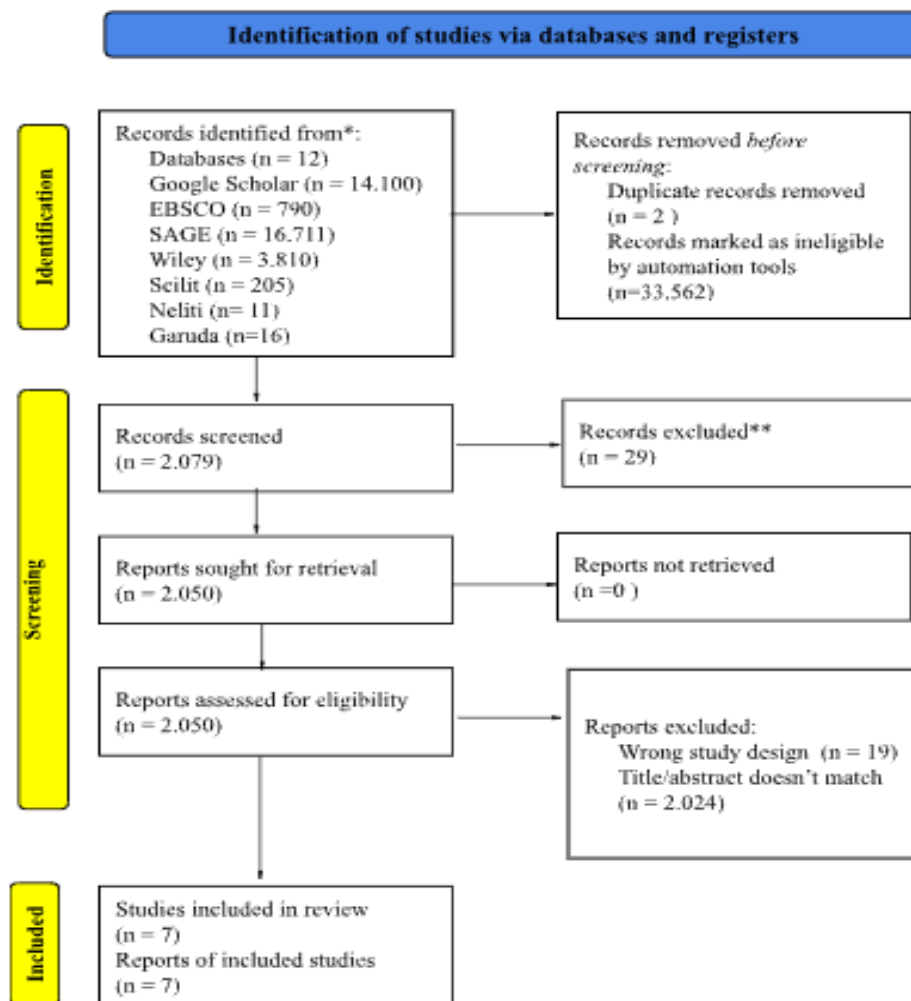 Identification of studies via databases and registers
Identification
Records identified from*:
Databases (n = 12)
Google Scholar (n = 14.100)
EBSCO (n = 790)
SAGE (n = 16.711)
Wiley (n = 3.810)
Scilit (n = 205)
Neliti (n= 11)
Garuda (n=16)
Records removed before
screening:
Duplicate records removed
(n = 2 )
Records marked as ineligible
by automation tools
(n=33.562)
Screening
Records screened
(n = 2.079)
Records excluded**
(n = 29)
Reports sought for retrieval
(n = 2.050)
Reports not retrieved
(n =0 )
Reports assessed for eligibility
(n = 2.050)
Reports excluded:
Wrong study design (n = 19)
Title/abstract doesn't match
(n = 2.024)
Included
Studies included in review
(n = 7)
Reports of included studies
(n = 7)